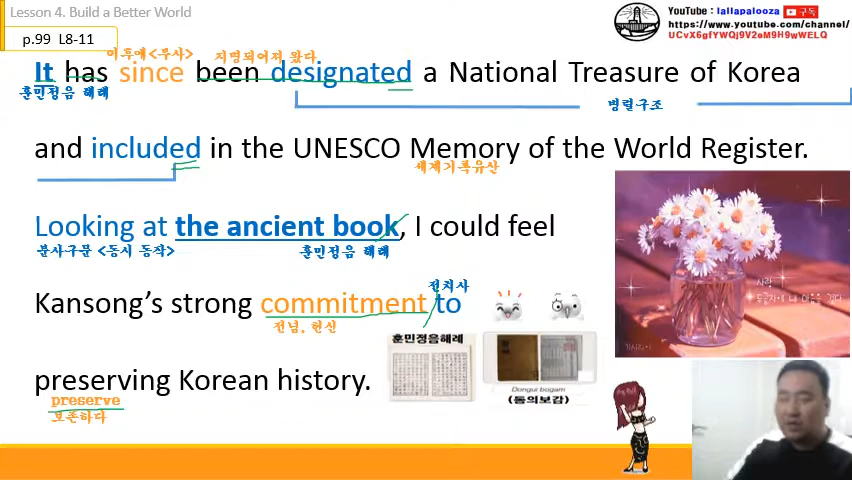 Lesson 4. Build a Better World
YouTube : lallapalooza 구독
https://www.youtube.com/channel/
UCvX6gfYWQj9V2eM9H9wWELQ
p.99 L8-11
이후에<부사> 지명되어져 왔다
It has since been designated a National Treasure of Korea
훈민정음 해례
병렬구조
and included in the UNESCO Memory of the World Register.
세계기록유산
Looking at the ancient book, I could feel
분사구문 <동시 동작> 훈민정음 해례
전치사
Kansong's strong commitment to
전념, 헌신
preserving Korean history.
preserve
보존하다
사랑
훈민정음해례
Dongui bogam
(동의보감)